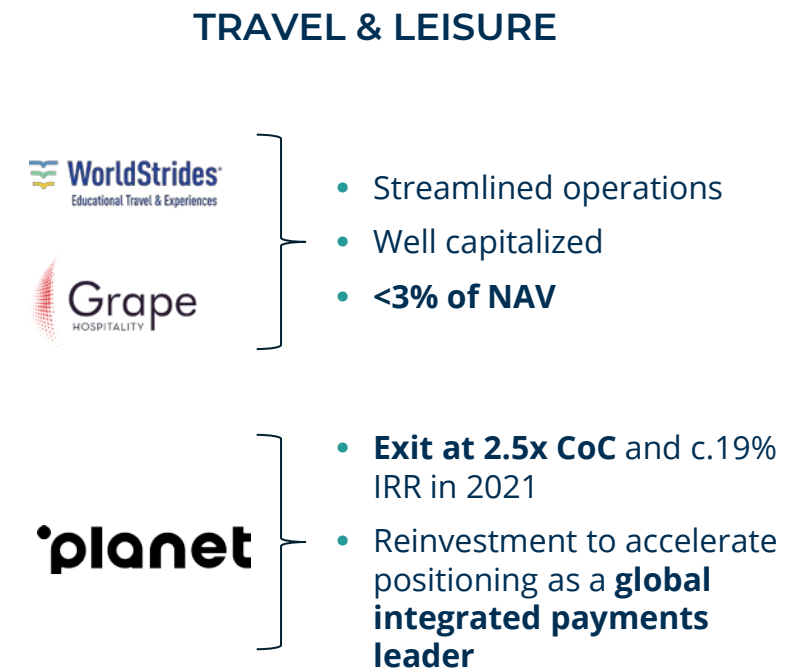 TRAVEL & LEISURE
WorldStrides
Educational Travel & Experiences
Grape
HOSPITALITY
• Streamlined operations
• Well capitalized
• <3% of NAV
planet
• Exit at 2.5x CoC and c.19%
IRR in 2021
• Reinvestment to accelerate
positioning as a global
integrated payments
leader